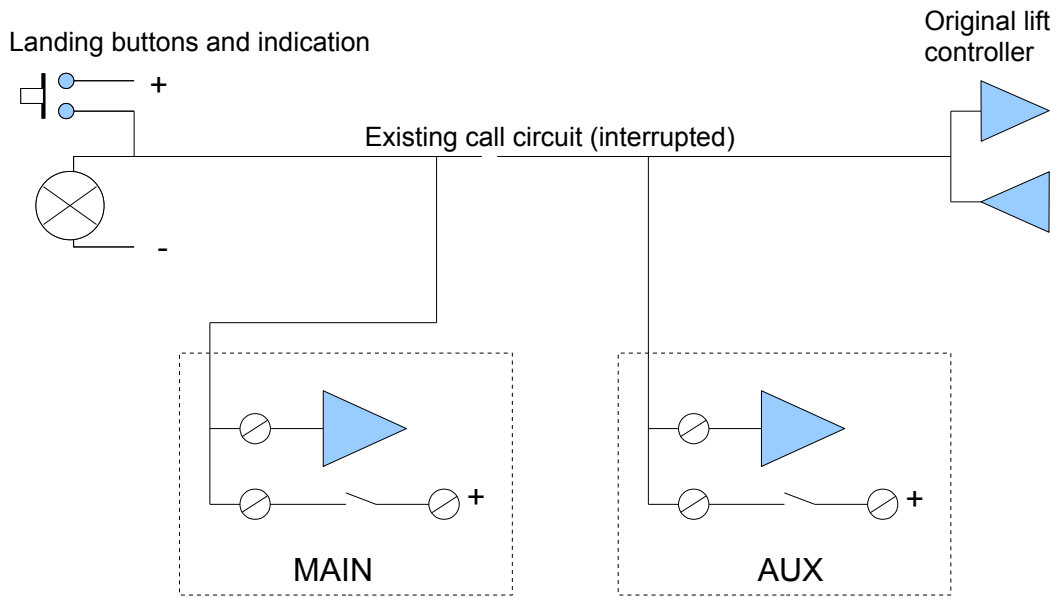 Original lift
controller
Landing buttons and indication
+
Existing call circuit (interrupted)
-
+
+
MAIN
AUX